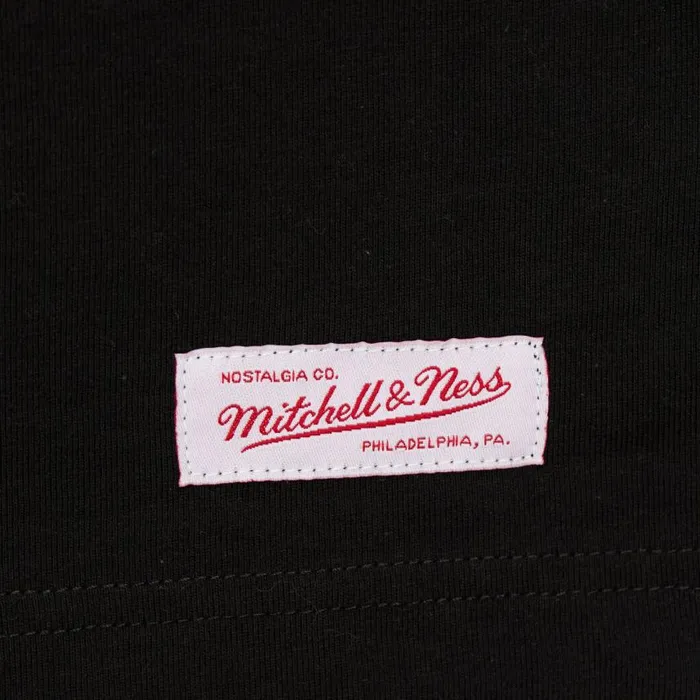 NOSTALGIA CO.
Mitchell & Ness
PHILADELPHIA, PA.